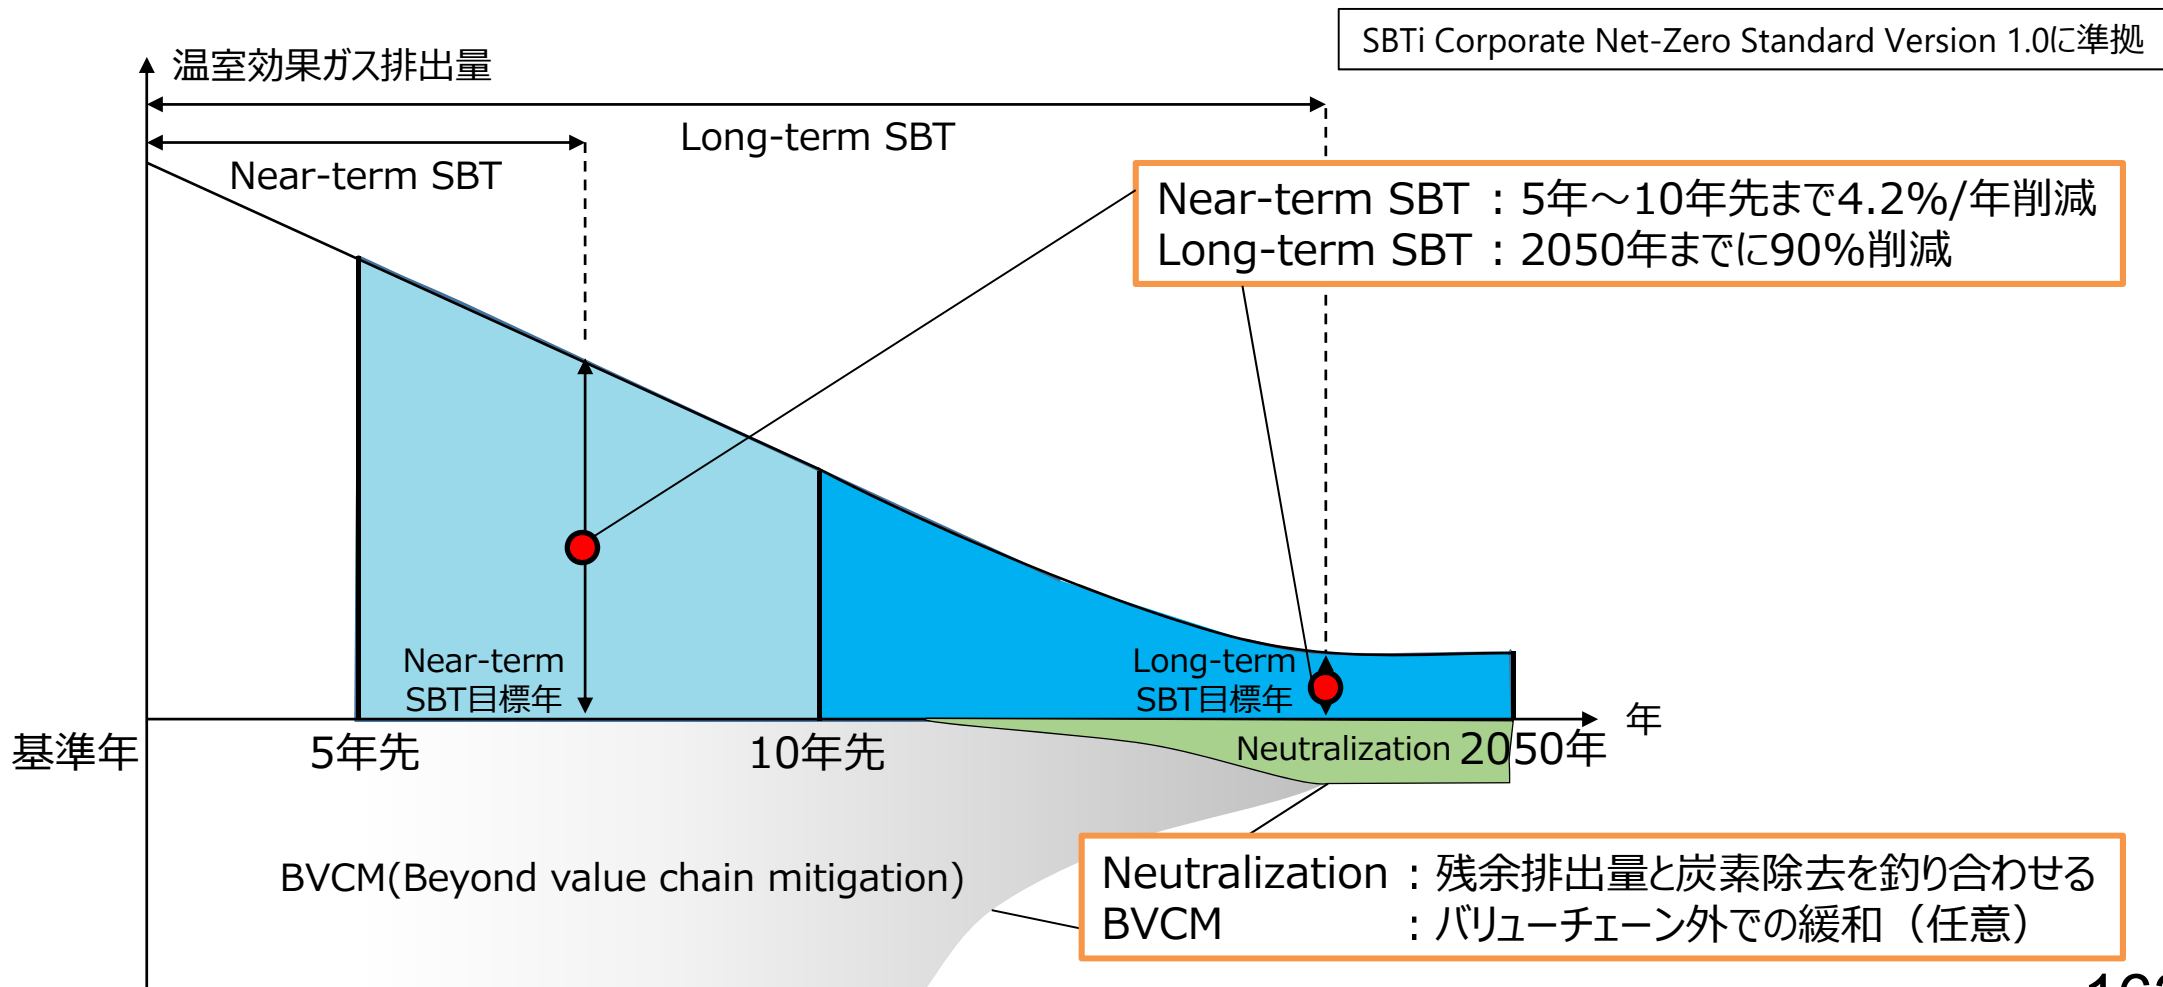 SBTi Corporate Net-Zero Standard Version 1.0に準拠
温室効果ガス排出量
Long-term SBT
Near-term SBT
Near-term SBT：5年～10年先まで4.2%/年削減
Long-term SBT：2050年までに90%削減
Near-term
SBT目標年
Long-term
SBT目標年
年
基準年
5年先
10年先
Neutralization
2050年
BVCM(Beyond value chain mitigation)
Neutralization：残余排出量と炭素除去を釣り合わせる
BVCM：バリューチェーン外での緩和（任意）